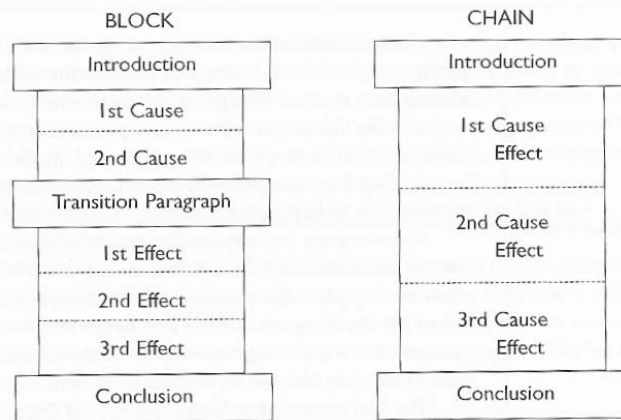 BLOCK
Introduction
1st Cause
2nd Cause
Transition Paragraph
1st Effect
2nd Effect
3rd Effect
Conclusion
CHAIN
Introduction
1st Cause
Effect
2nd Cause
Effect
3rd Cause
Effect
Conclusion